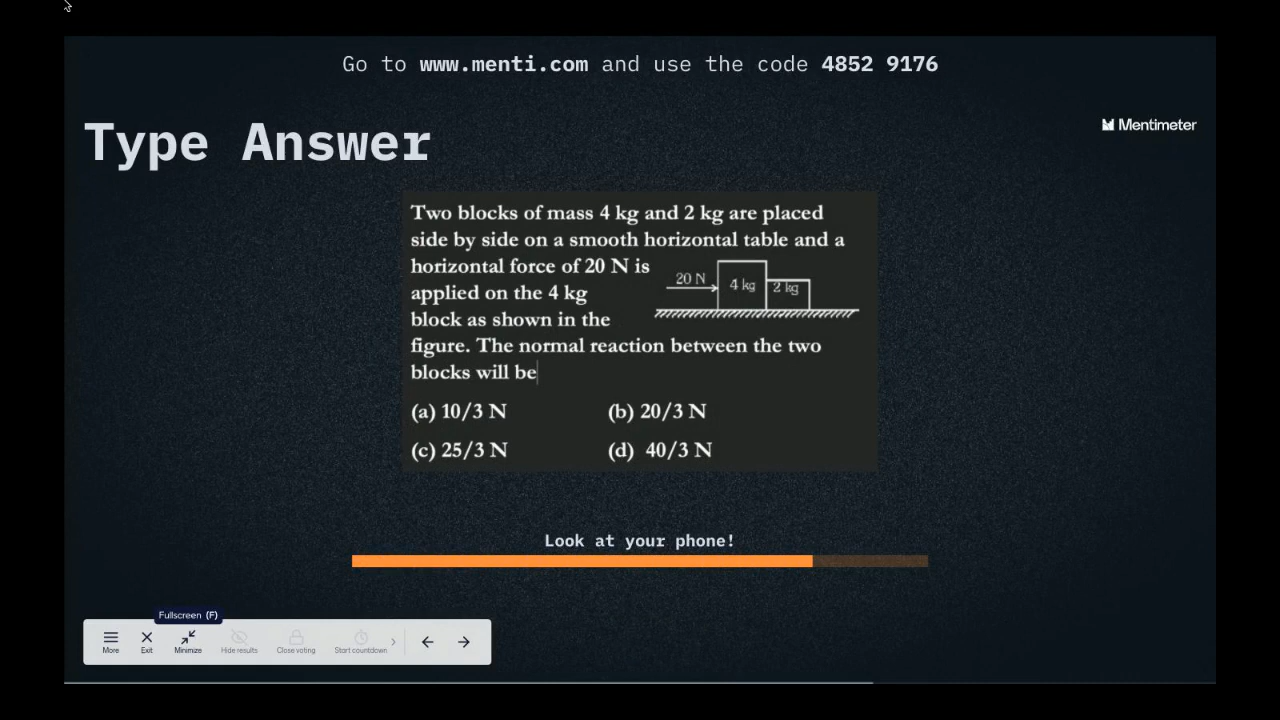 Go to www.menti.com and use the code 4852 9176
Mentimeter
Type Answer
Two blocks of mass 4 kg and 2 kg are placed
side by side on a smooth horizontal table and a
horizontal force of 20 N is
applied on the 4 kg
block as shown in the
figure. The normal reaction between the two
blocks will be
20 N
4 kg
2 kg
(a) 10/3 N (b) 20/3 N
(c) 25/3 N (d) 40/3 N
Look at your phone!
Fullscreen (F)
More Exit Minimize Hide results Close voting Start countdown